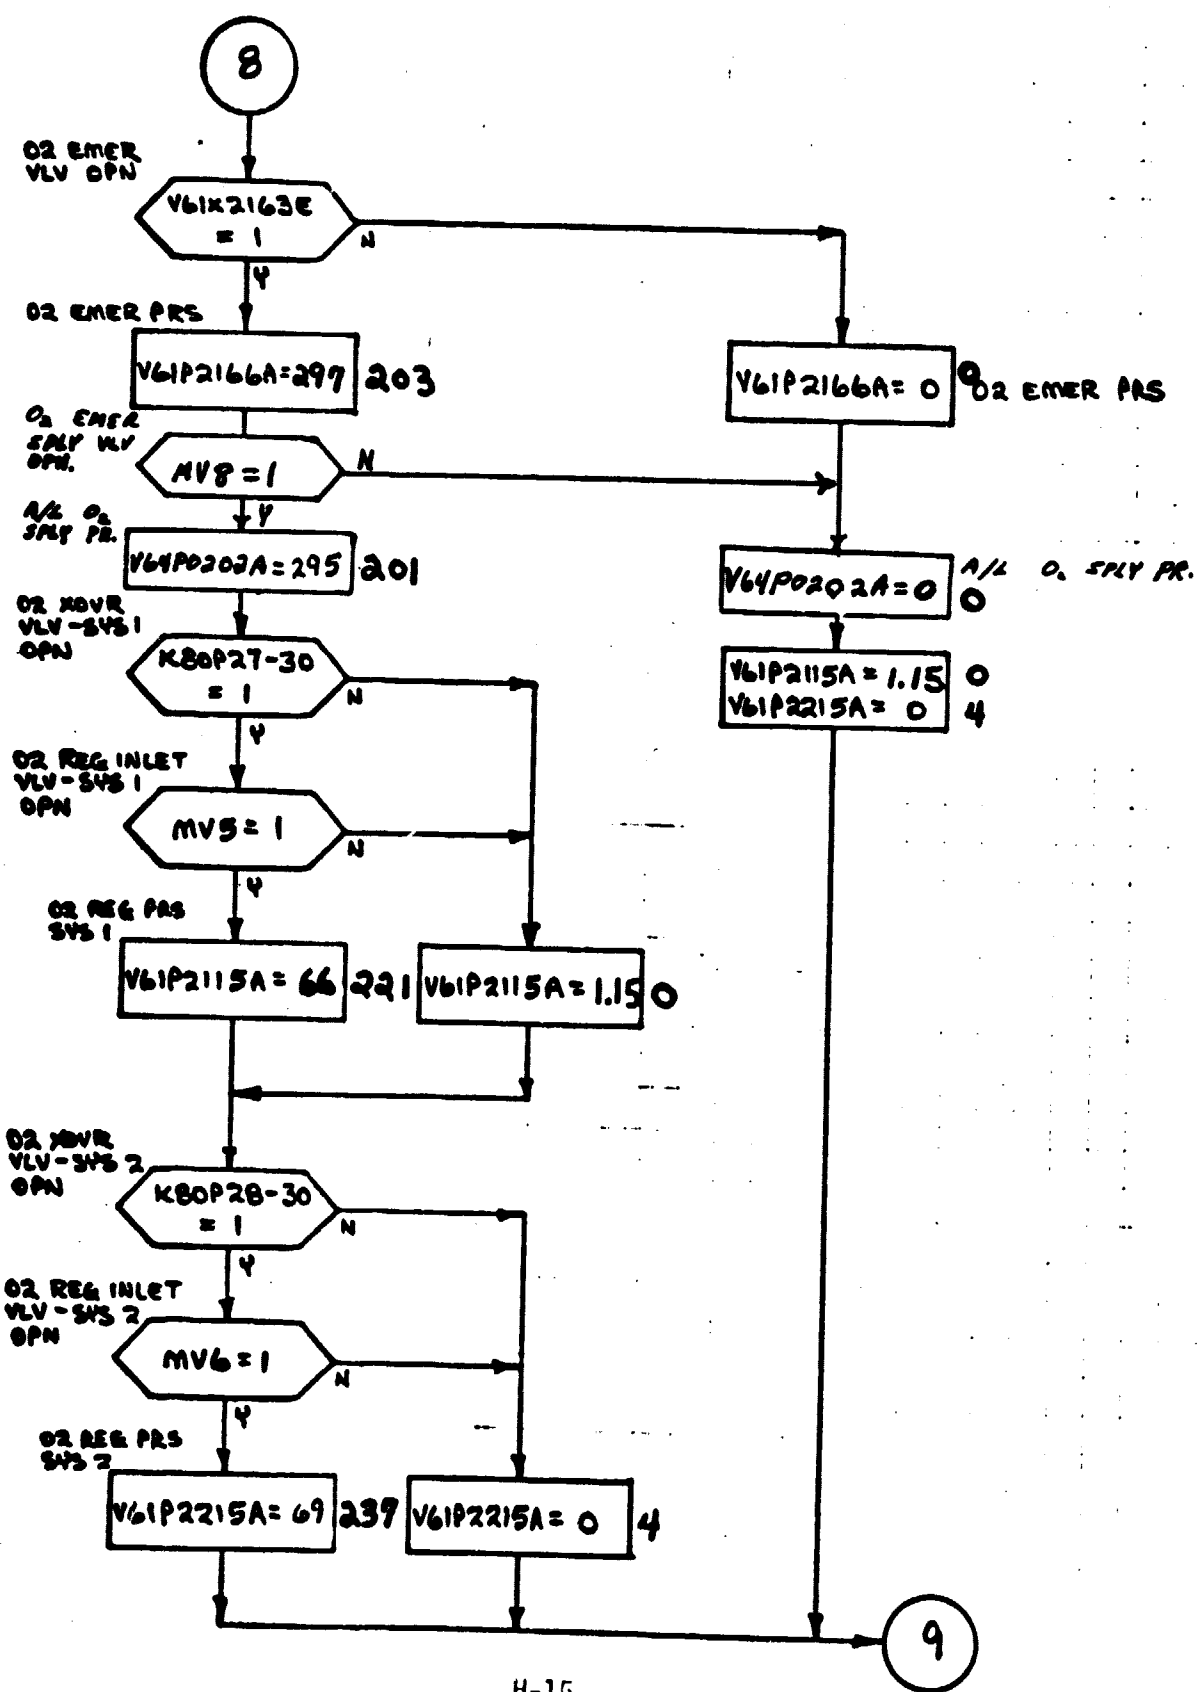 8
O2 EMER
VLV OPN
V61X2163E
= 1
N
Y
O2 EMER PRS
V61P2166A=297 203
V61P2166A= 0 0
O2 EMER PRS
O2 EMER
SPLY VLV
OPN.
MV8 = 1
N
Y
A/L O2
SPLY PR.
V64P0202A=295 201
V64P0202A=0 0
A/L O2 SPLY PR.
O2 XOVR
VLV-SYS 1
OPN
K80P27-30
= 1
N
Y
V61P2115A = 1.15 0
V61P2215A = 0 4
O2 REG INLET
VLV-SYS 1
OPN
MV5 = 1
N
Y
O2 REG PRS
SYS 1
V61P2115A = 66 221
V61P2115A = 1.15 0
O2 XOVR
VLV-SYS 2
OPN
K80P28-30
= 1
N
Y
O2 REG INLET
VLV-SYS 2
OPN
MV6 = 1
N
Y
O2 REG PRS
SYS 2
V61P2215A= 69 237
V61P2215A = 0 4
9